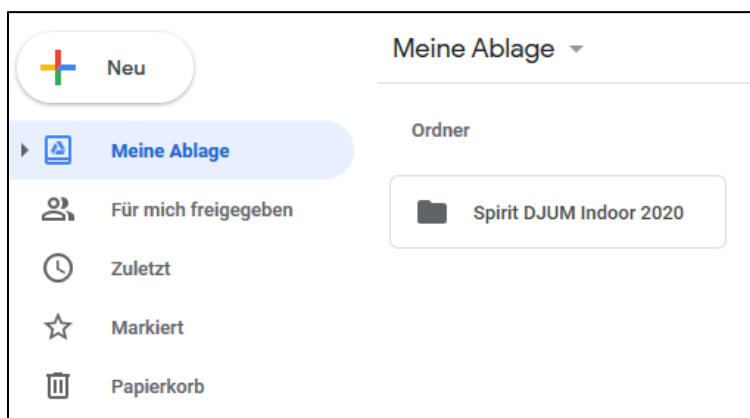 Neu
Meine Ablage
Für mich freigegeben
Zuletzt
Markiert
Papierkorb
Meine Ablage
Ordner
Spirit DJUM Indoor 2020